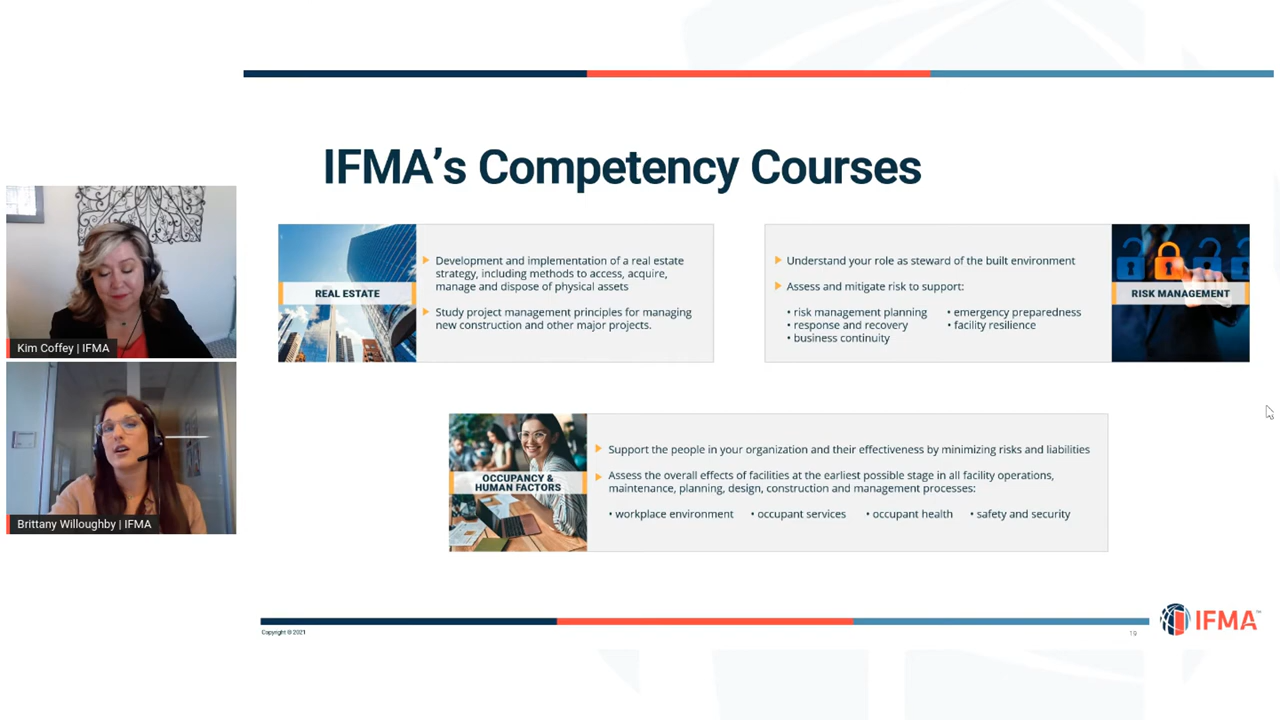 IFMA's Competency Courses
REAL ESTATE
Development and implementation of a real estate
strategy, including methods to access, acquire,
manage and dispose of physical assets
Study project management principles for managing
new construction and other major projects.
Understand your role as steward of the built environment
Assess and mitigate risk to support:
• risk management planning • emergency preparedness
• response and recovery • facility resilience
• business continuity
RISK MANAGEMENT
Kim Coffey | IFMA
Brittany Willoughby | IFMA
OCCUPANCY &
HUMAN FACTORS
Support the people in your organization and their effectiveness by minimizing risks and liabilities
Assess the overall effects of facilities at the earliest possible stage in all facility operations,
maintenance, planning, design, construction and management processes:
• workplace environment • occupant services • occupant health • safety and security
Copyright © 2021
19
IFMA™